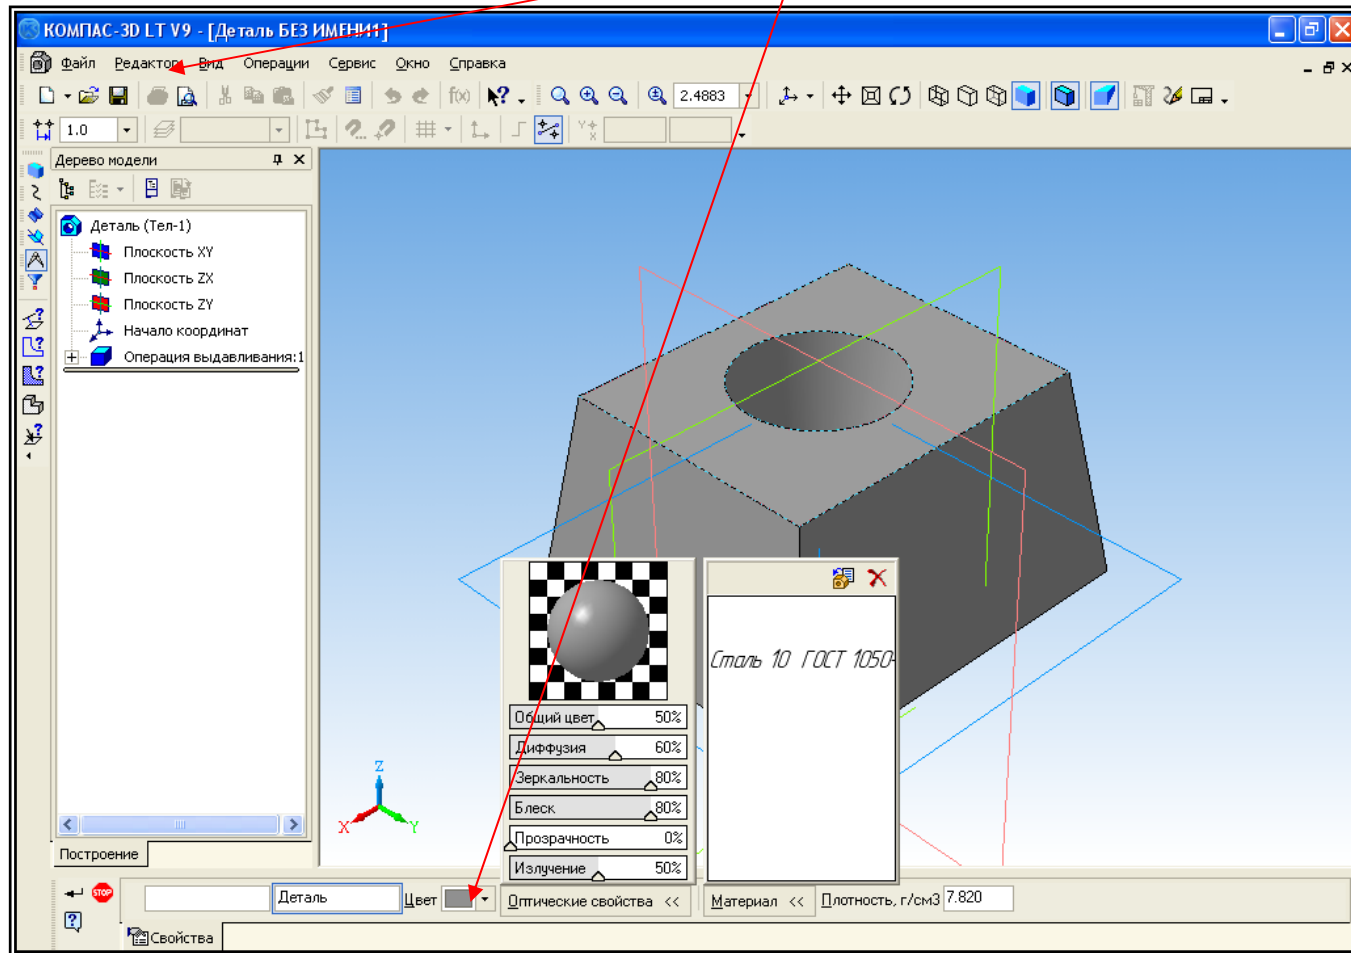 КОМПАС-3D LT V9 - [Деталь БЕЗ ИМЕНИ1]
Файл Редактор Вид Операции Сервис Окно Справка
f(x) 2.4883
1.0
Дерево модели
Деталь (Тел-1)
Плоскость XY
Плоскость ZX
Плоскость ZY
Начало координат
Операция выдавливания:1
Построение
Z
X
Y
Сталь 10 ГОСТ 1050-
Общий цвет 50%
Диффузия 60%
Зеркальность 80%
Блеск 80%
Прозрачность 0%
Излучение 50%
STOP
Деталь Цвет Оптические свойства << Материал << Плотность, г/см3 7.820
Свойства